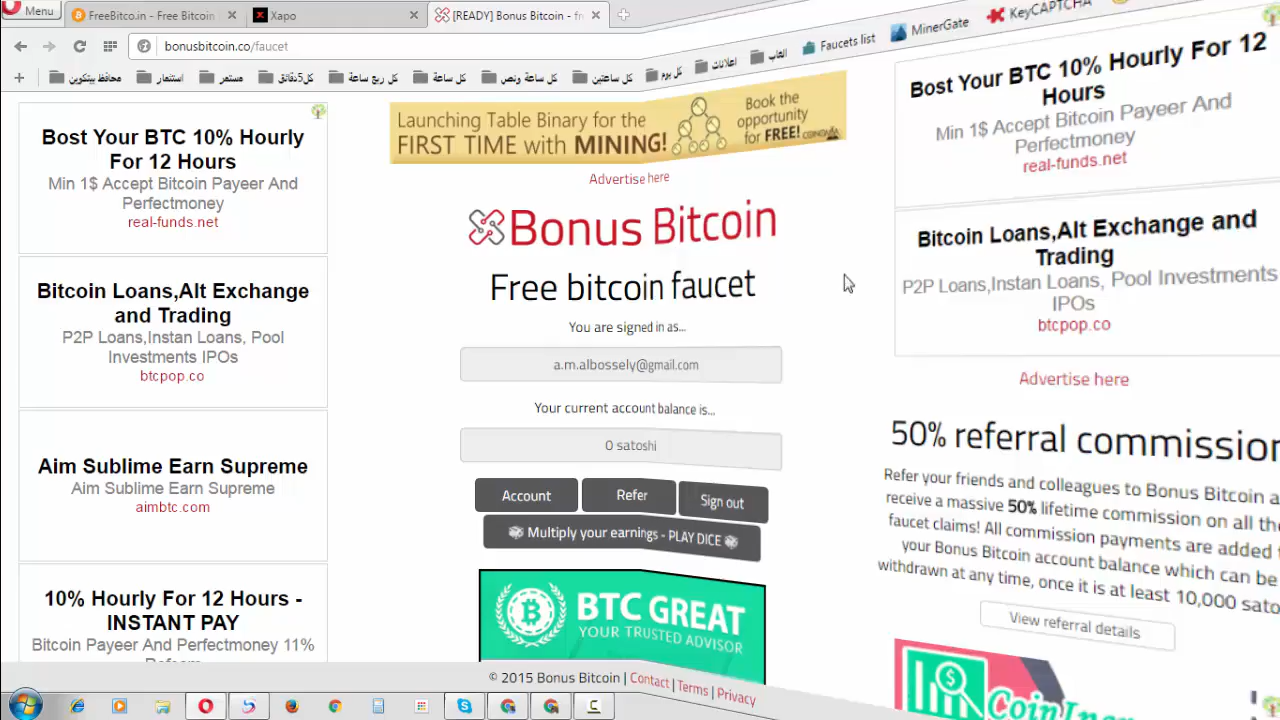 Menu
FreeBitco.in - Free Bitcoin
Xapo
[READY] Bonus Bitcoin - fr
bonusbitcoin.co/faucet
MinerGate
KeyCAPTCHA
محافظ بيتكوين
استثمار
مستمر
كل5دقائق
كل ربع ساعة
كل ساعة
كل ساعة ونص
كل ساعتين
كل يوم
اعلانات
العاب
Faucets list
Bost Your BTC 10% Hourly
For 12 Hours
Min 1$ Accept Bitcoin Payeer And
Perfectmoney
real-funds.net
Bitcoin Loans,Alt Exchange
and Trading
P2P Loans,Instan Loans, Pool
Investments IPOs
btcpop.co
Aim Sublime Earn Supreme
Aim Sublime Earn Supreme
aimbtc.com
10% Hourly For 12 Hours -
INSTANT PAY
Bitcoin Payeer And Perfectmoney 11%
Launching Table Binary for the
FIRST TIME with MINING!
Book the
opportunity
for FREE!
Advertise here
Bonus Bitcoin
Free bitcoin faucet
You are signed in as...
a.m.albossely@gmail.com
Your current account balance is...
0 satoshi
Account
Refer
Sign out
Multiply your earnings - PLAY DICE
BTC GREAT
YOUR TRUSTED ADVISOR
© 2015 Bonus Bitcoin | Contact | Terms | Privacy
Bost Your BTC 10% Hourly For 12
Hours
Min 1$ Accept Bitcoin Payeer And
Perfectmoney
real-funds.net
Bitcoin Loans,Alt Exchange and
Trading
P2P Loans,Instan Loans, Pool Investments
IPOs
btcpop.co
Advertise here
50% referral commission
Refer your friends and colleagues to Bonus Bitcoin a
receive a massive 50% lifetime commission on all the
faucet claims! All commission payments are added t
your Bonus Bitcoin account balance which can be
withdrawn at any time, once it is at least 10,000 sato
View referral details